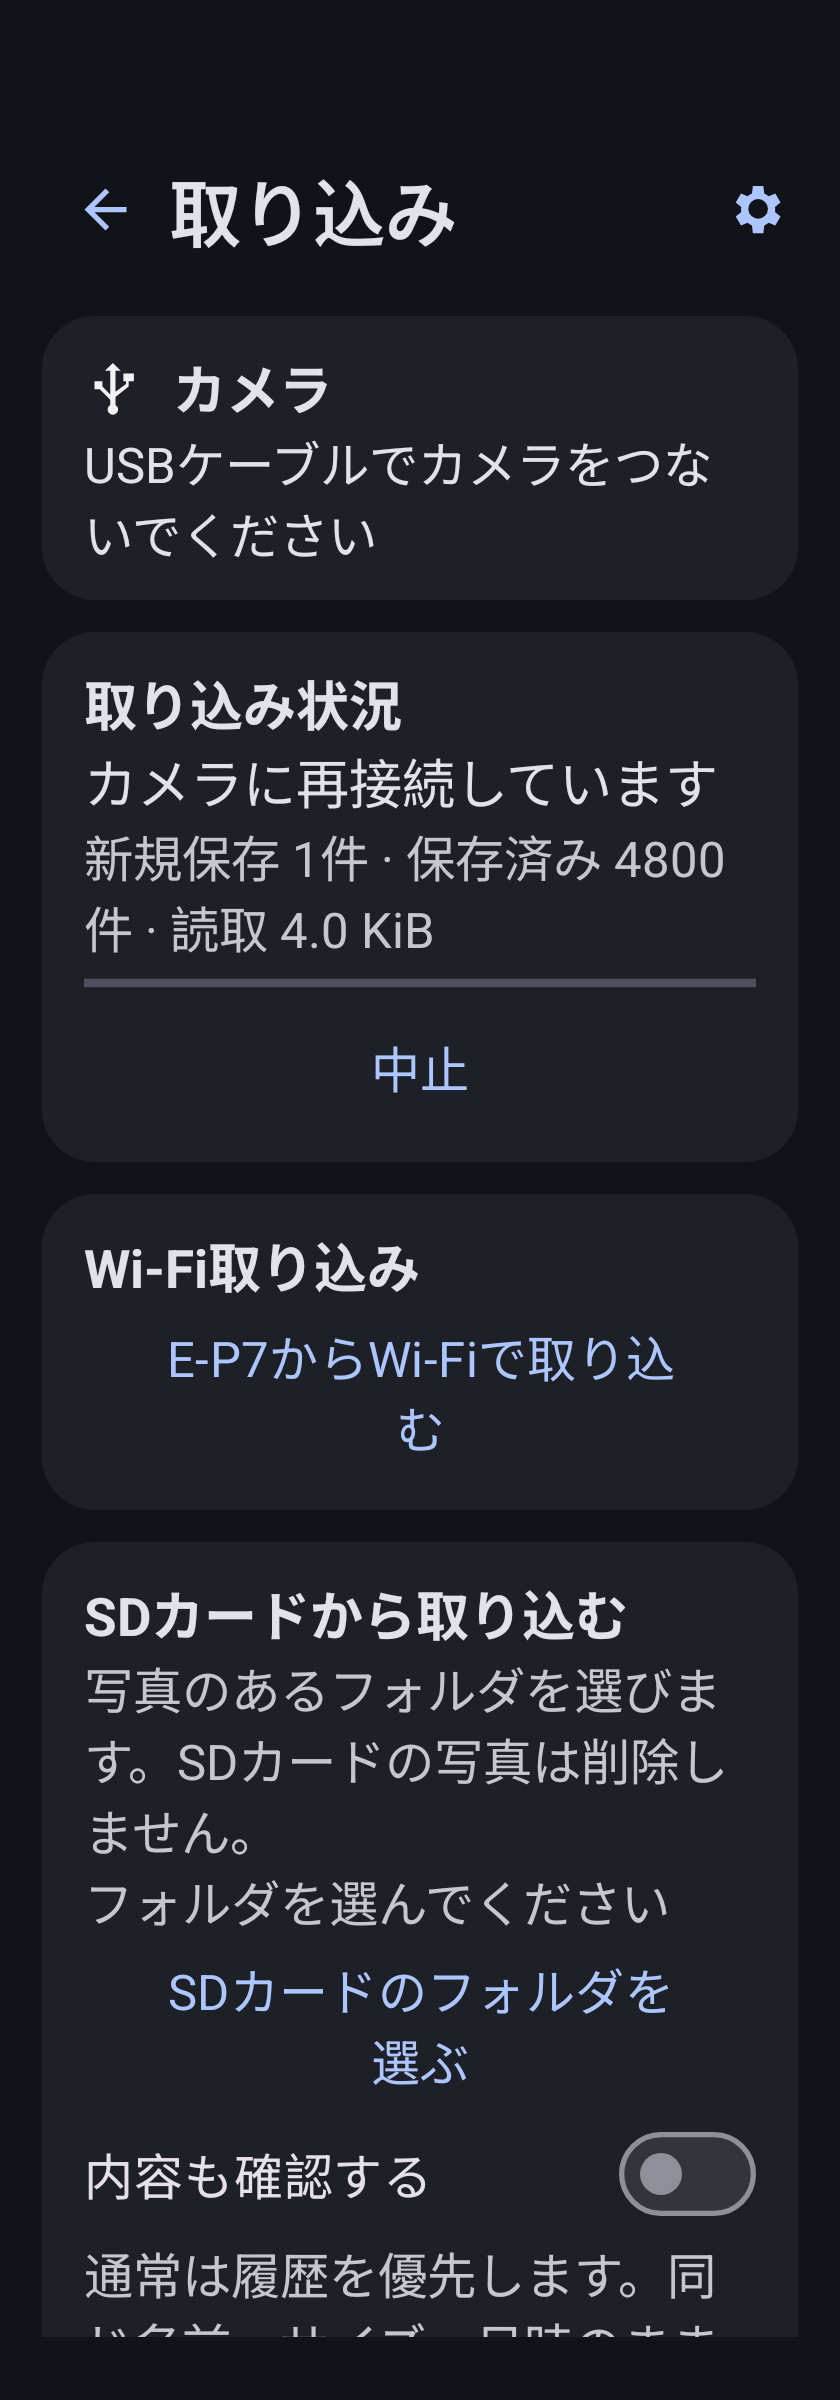 取り込み
カメラ
USBケーブルでカメラをつな
いでください
取り込み状況
カメラに再接続しています
新規保存 1件 · 保存済み 4800
件 · 読取 4.0 KiB
中止
Wi-Fi取り込み
E-P7からWi-Fiで取り込
む
SDカードから取り込む
写真のあるフォルダを選びま
す。SDカードの写真は削除し
ません。
フォルダを選んでください
SDカードのフォルダを
選ぶ
内容も確認する
通常は履歴を優先します。同